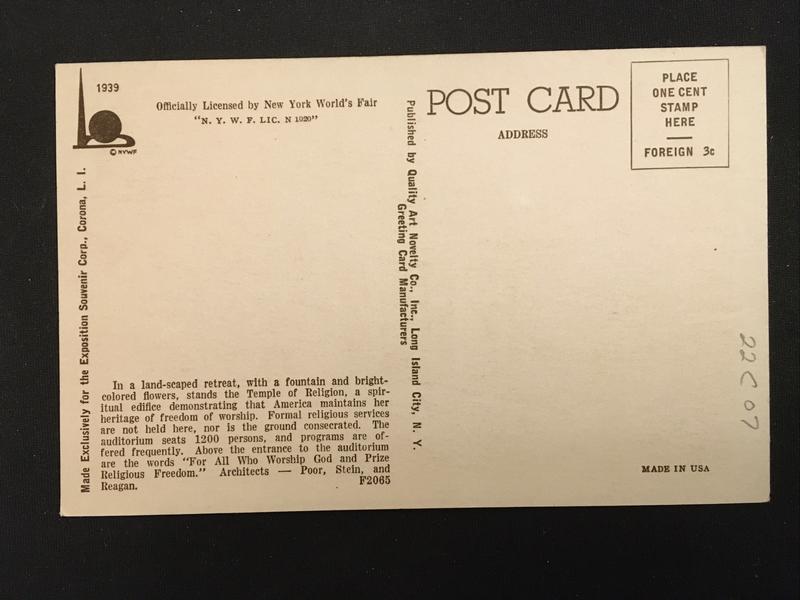 1939
© NYWF
Officially Licensed by New York World's Fair
"N. Y. W. F. LIC. N 1020"
Made Exclusively for the Exposition Souvenir Corp., Corona, L. I.
In a land-scaped retreat, with a fountain and bright-
colored flowers, stands the Temple of Religion, a spir-
itual edifice demonstrating that America maintains her
heritage of freedom of worship. Formal religious services
are not held here, nor is the ground consecrated. The
auditorium seats 1200 persons, and programs are of-
fered frequently. Above the entrance to the auditorium
are the words "For All Who Worship God and Prize
Religious Freedom." Architects — Poor, Stein, and
Reagan.
F2065
Published by Quality Art Novelty Co., Inc., Long Island City, N. Y.
Greeting Card Manufacturers
POST CARD
ADDRESS
PLACE
ONE CENT
STAMP
HERE
FOREIGN 3c
22C07
MADE IN USA